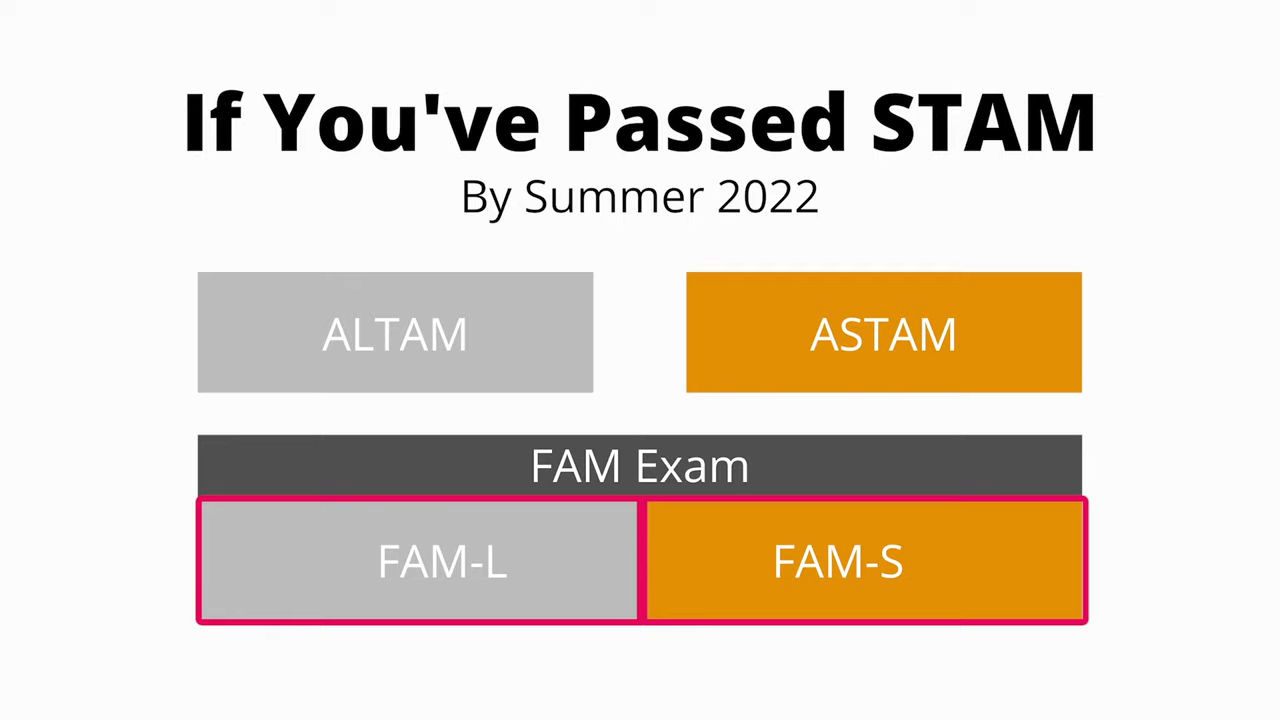 If You've Passed STAM
By Summer 2022
ALTAM
ASTAM
FAM Exam
FAM-L
FAM-S